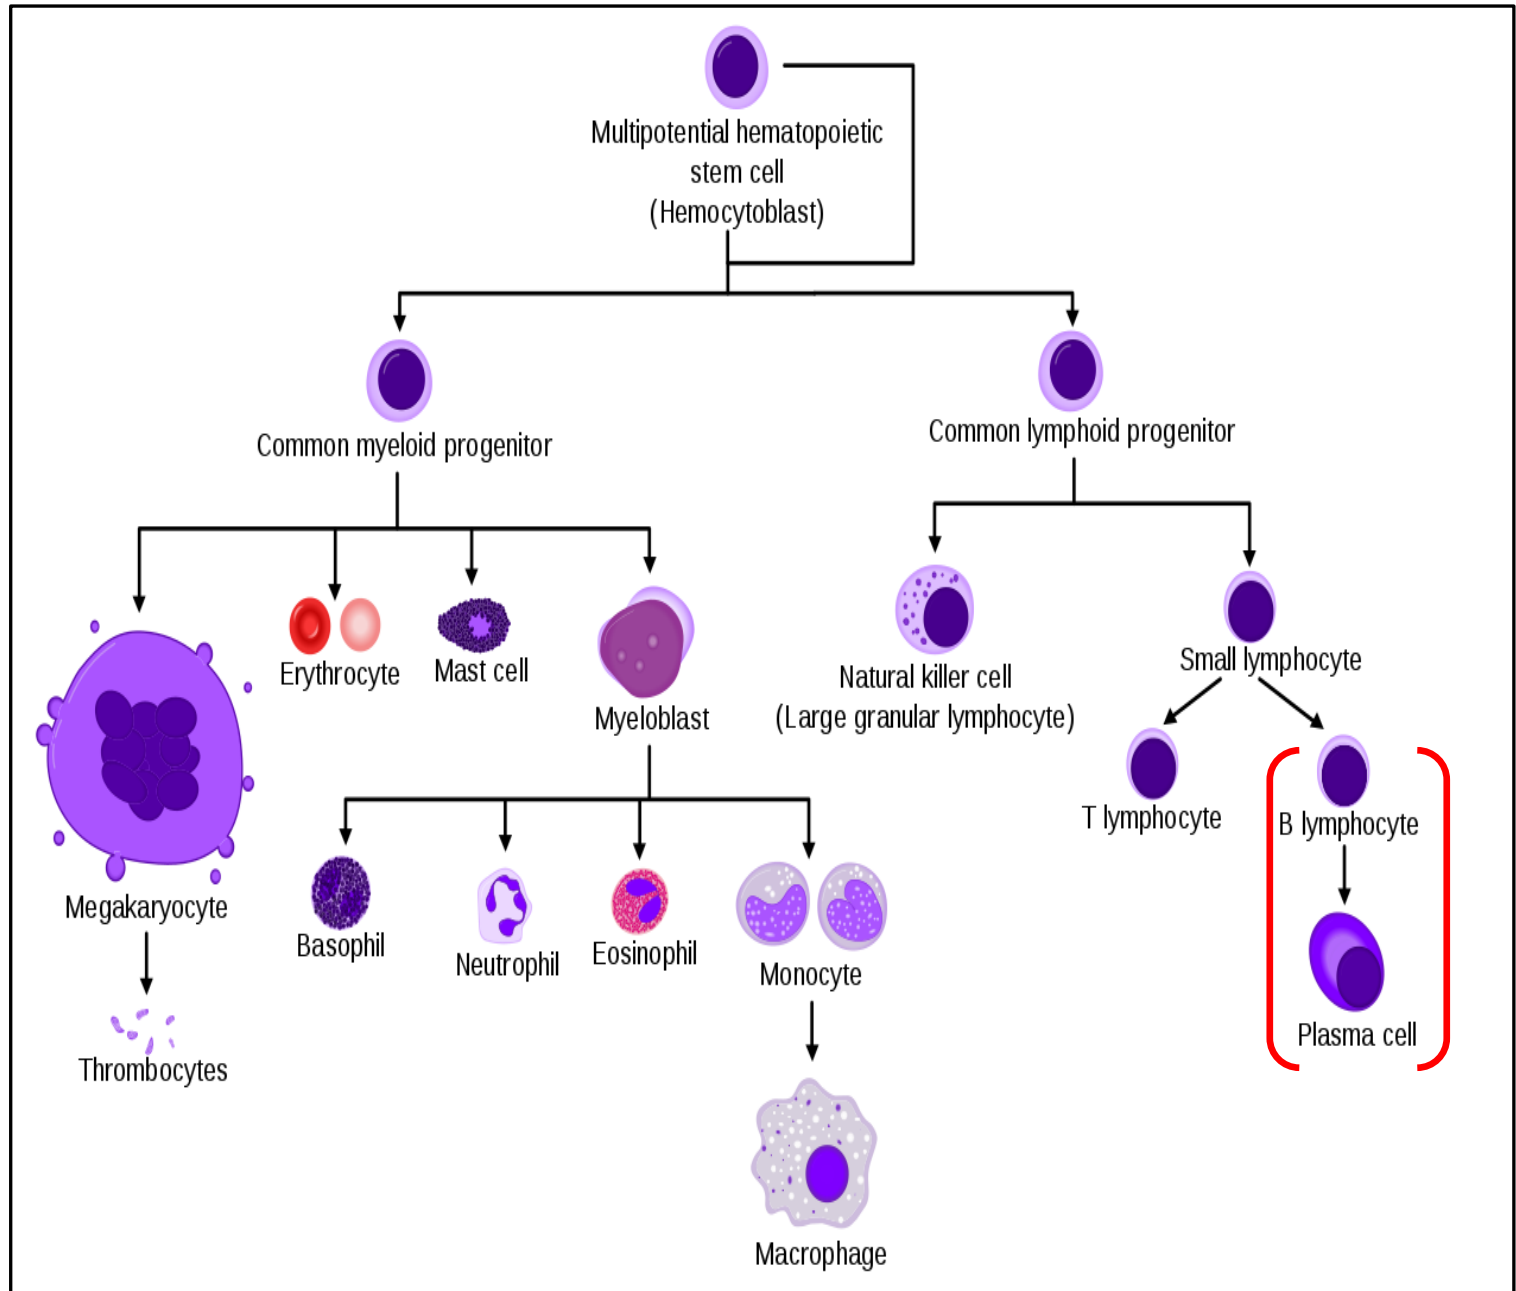 Multipotential hematopoietic
stem cell
(Hemocytoblast)
Common myeloid progenitor
Common lymphoid progenitor
Erythrocyte
Mast cell
Myeloblast
Natural killer cell
(Large granular lymphocyte)
Small lymphocyte
T lymphocyte
B lymphocyte
Megakaryocyte
Basophil
Neutrophil
Eosinophil
Monocyte
Plasma cell
Thrombocytes
Macrophage